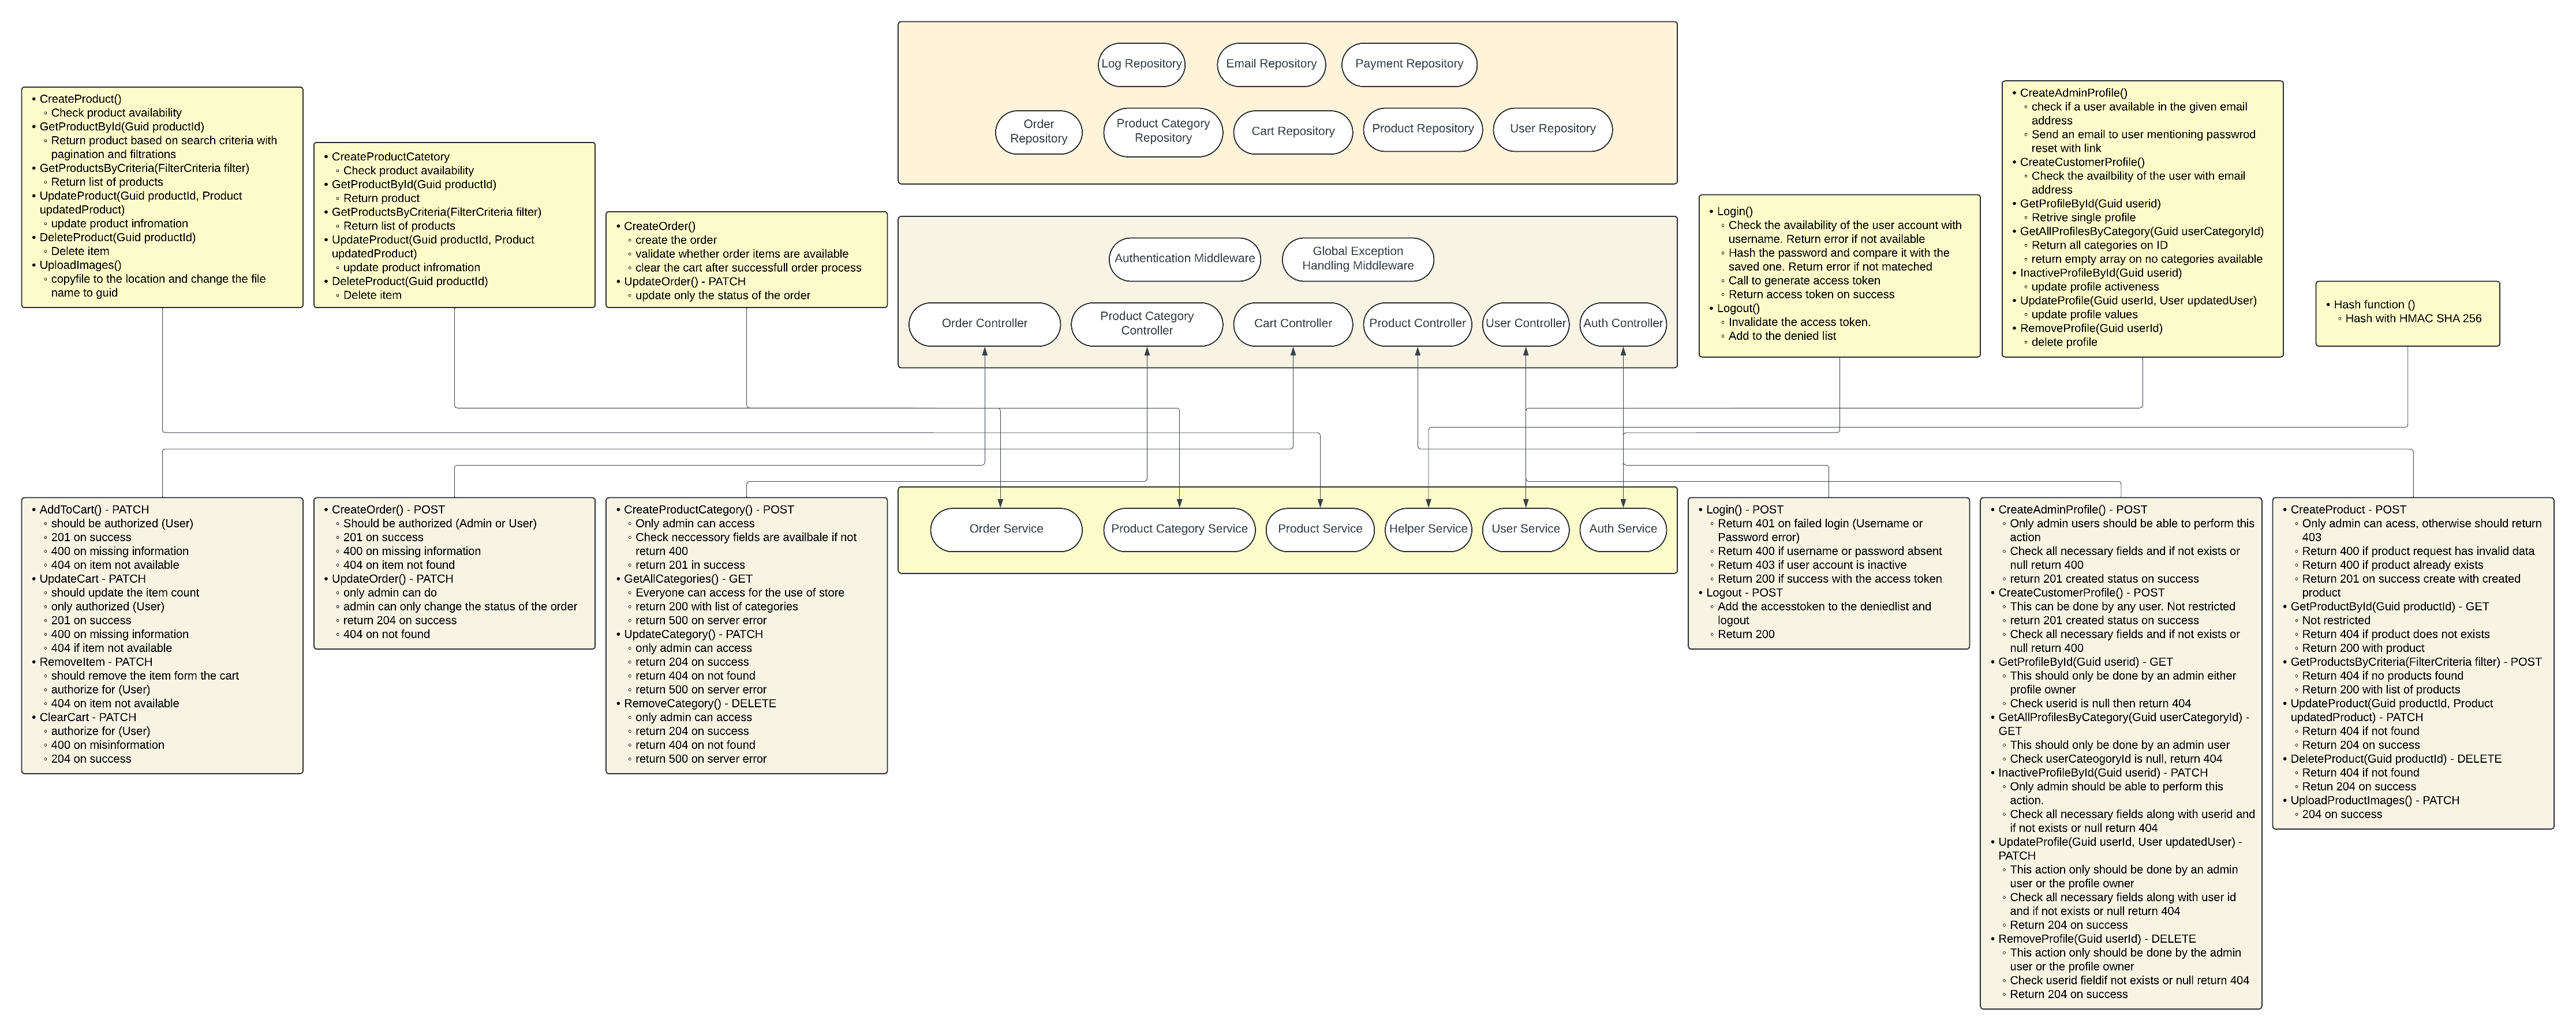 Log Repository
Email Repository
Payment Repository
Order
Repository
Product Category
Repository
Cart Repository
Product Repository
User Repository
• CreateProduct()
◦ Check product availability
• GetProductById(Guid productId)
◦ Return product based on search criteria with
pagination and filtrations
• GetProductsByCriteria(FilterCriteria filter)
◦ Return list of products
• UpdateProduct(Guid productId, Product
updatedProduct)
◦ update product infromation
• DeleteProduct(Guid productId)
◦ Delete item
• UploadImages()
◦ copyfile to the location and change the file
name to guid
• CreateProductCatetory
◦ Check product availability
• GetProductById(Guid productId)
◦ Return product
• GetProductsByCriteria(FilterCriteria filter)
◦ Return list of products
• UpdateProduct(Guid productId, Product
updatedProduct)
◦ update product infromation
• DeleteProduct(Guid productId)
◦ Delete item
• CreateOrder()
◦ create the order
◦ validate whether order items are available
◦ clear the cart after successfull order process
• UpdateOrder() - PATCH
◦ update only the status of the order
Authentication Middleware
Global Exception
Handling Middleware
Order Controller
Product Category
Controller
Cart Controller
Product Controller
User Controller
Auth Controller
• Login()
◦ Check the availability of the user account with
username. Return error if not available
◦ Hash the password and compare it with the
saved one. Return error if not mateched
◦ Call to generate access token
◦ Return access token on success
• Logout()
◦ Invalidate the access token.
◦ Add to the denied list
• CreateAdminProfile()
◦ check if a user available in the given email
address
◦ Send an email to user mentioning passwrod
reset with link
• CreateCustomerProfile()
◦ Check the availbility of the user with email
address
• GetProfileById(Guid userid)
◦ Retrive single profile
• GetAllProfilesByCategory(Guid userCategoryId)
◦ Return all categories on ID
◦ return empty array on no categories available
• InactiveProfileById(Guid userid)
◦ update profile activeness
• UpdateProfile(Guid userId, User updatedUser)
◦ update profile values
• RemoveProfile(Guid userId)
◦ delete profile
• Hash function ()
◦ Hash with HMAC SHA 256
• AddToCart() - PATCH
◦ should be authorized (User)
◦ 201 on success
◦ 400 on missing information
◦ 404 on item not available
• UpdateCart - PATCH
◦ should update the item count
◦ only authorized (User)
◦ 201 on success
◦ 400 on missing information
◦ 404 if item not available
• RemoveItem - PATCH
◦ should remove the item form the cart
◦ authorize for (User)
◦ 404 on item not available
• ClearCart - PATCH
◦ authorize for (User)
◦ 400 on misinformation
◦ 204 on success
• CreateOrder() - POST
◦ Should be authorized (Admin or User)
◦ 201 on success
◦ 400 on missing information
◦ 404 on item not found
• UpdateOrder() - PATCH
◦ only admin can do
◦ admin can only change the status of the order
◦ return 204 on success
◦ 404 on not found
• CreateProductCategory() - POST
◦ Only admin can access
◦ Check neccessory fields are availbale if not
return 400
◦ return 201 in success
• GetAllCategories() - GET
◦ Everyone can access for the use of store
◦ return 200 with list of categories
◦ return 500 on server error
• UpdateCategory() - PATCH
◦ only admin can access
◦ return 204 on success
◦ return 404 on not found
◦ return 500 on server error
• RemoveCategory() - DELETE
◦ only admin can access
◦ return 204 on success
◦ return 404 on not found
◦ return 500 on server error
Order Service
Product Category Service
Product Service
Helper Service
User Service
Auth Service
• Login() - POST
◦ Return 401 on failed login (Username or
Password error)
◦ Return 400 if username or password absent
◦ Return 403 if user account is inactive
◦ Return 200 if success with the access token
• Logout - POST
◦ Add the accesstoken to the deniedlist and
logout
◦ Return 200
• CreateAdminProfile() - POST
◦ Only admin users should be able to perform this
action
◦ Check all necessary fields and if not exists or
null return 400
◦ return 201 created status on success
• CreateCustomerProfile() - POST
◦ This can be done by any user. Not restricted
◦ return 201 created status on success
◦ Check all necessary fields and if not exists or
null return 400
• GetProfileById(Guid userid) - GET
◦ This should only be done by an admin either
profile owner
◦ Check userid is null then return 404
• GetAllProfilesByCategory(Guid userCategoryId) -
GET
◦ This should only be done by an admin user
◦ Check userCateogoryId is null, return 404
• InactiveProfileById(Guid userid) - PATCH
◦ Only admin should be able to perform this
action.
◦ Check all necessary fields along with userid and
if not exists or null return 404
• UpdateProfile(Guid userId, User updatedUser) -
PATCH
◦ This action only should be done by an admin
user or the profile owner
◦ Check all necessary fields along with user id
and if not exists or null return 404
◦ Return 204 on success
• RemoveProfile(Guid userId) - DELETE
◦ This action only should be done by the admin
user or the profile owner
◦ Check userid fieldif not exists or null return 404
◦ Return 204 on success
• CreateProduct - POST
◦ Only admin can acess, otherwise should return
403
◦ Return 400 if product request has invalid data
◦ Return 400 if product already exists
◦ Return 201 on success create with created
product
• GetProductById(Guid productId) - GET
◦ Not restricted
◦ Return 404 if product does not exists
◦ Return 200 with product
• GetProductsByCriteria(FilterCriteria filter) - POST
◦ Return 404 if no products found
◦ Return 200 with list of products
• UpdateProduct(Guid productId, Product
updatedProduct) - PATCH
◦ Return 404 if not found
◦ Return 204 on success
• DeleteProduct(Guid productId) - DELETE
◦ Return 404 if not found
◦ Retun 204 on success
• UploadProductImages() - PATCH
◦ 204 on success